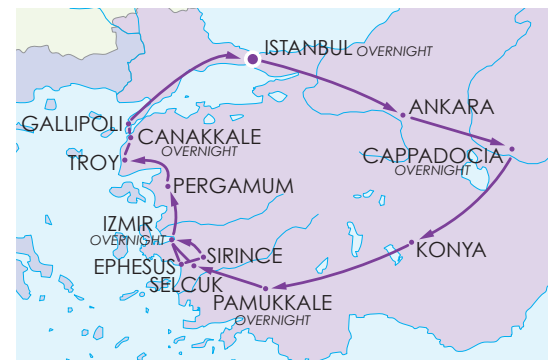 ISTANBUL OVERNIGHT
ANKARA
GALLIPOLI
CANAKKALE
OVERNIGHT
TROY
CAPPADOCIA
OVERNIGHT
PERGAMUM
IZMIR
OVERNIGHT
KONYA
SIRINCE
EPHESUS
SELCUK
PAMUKKALE
OVERNIGHT